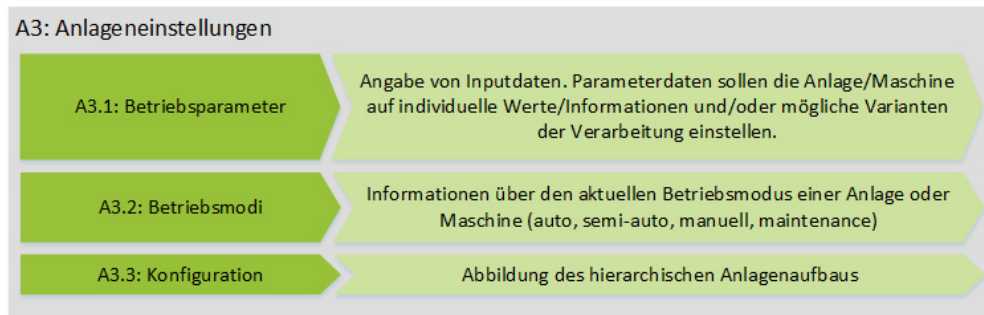 A3: Anlageneinstellungen
A3.1: Betriebsparameter
Angabe von Inputdaten. Parameterdaten sollen die Anlage/Maschine
auf individuelle Werte/Informationen und/oder mögliche Varianten
der Verarbeitung einstellen.
A3.2: Betriebsmodi
Informationen über den aktuellen Betriebsmodus einer Anlage oder
Maschine (auto, semi-auto, manuell, maintenance)
A3.3: Konfiguration
Abbildung des hierarchischen Anlagenaufbaus